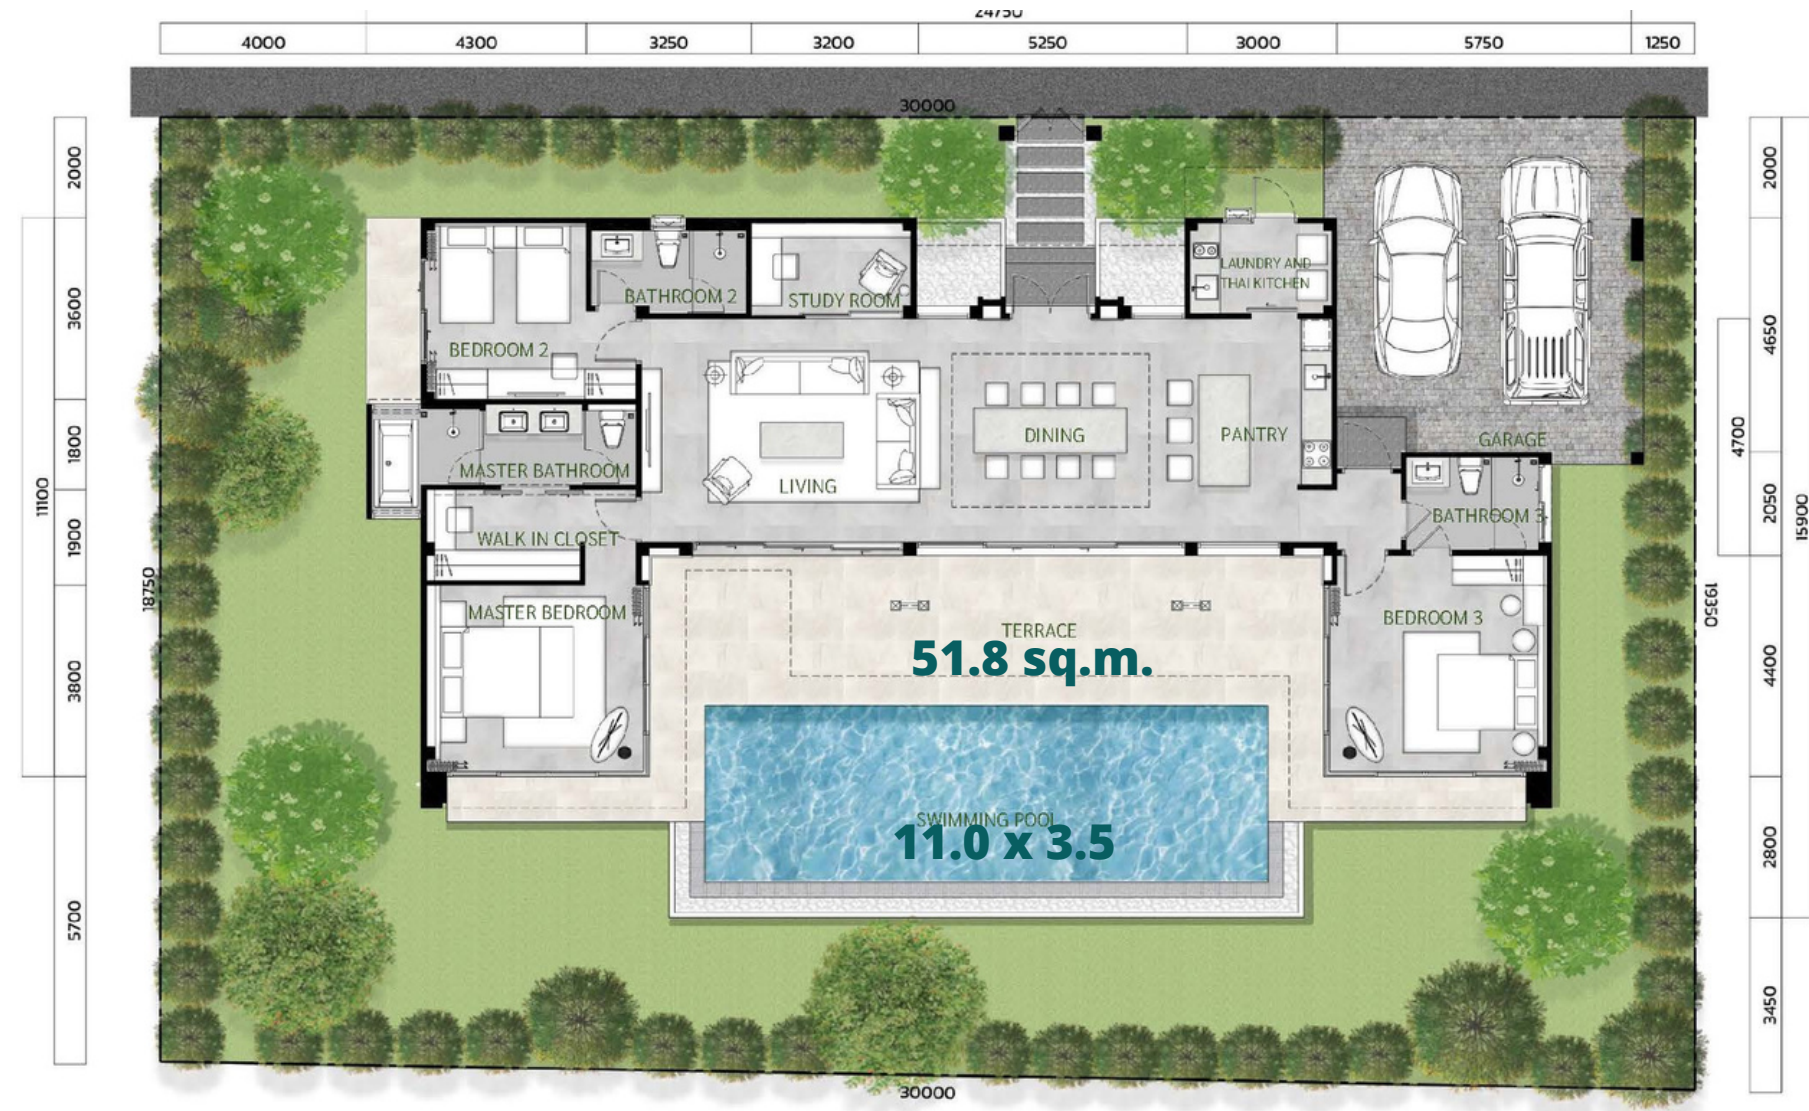 24750
4000 4300 3250 3200 5250 3000 5750 1250
30000
2000
3600
1800
1900
3800
5700
11100
18750
2000
4650
2050
4400
2800
3450
4700
15900
19350
BATHROOM 2
STUDY ROOM
LAUNDRY AND
THAI KITCHEN
BEDROOM 2
MASTER BATHROOM
LIVING
DINING
PANTRY
GARAGE
WALK IN CLOSET
BATHROOM 3
MASTER BEDROOM
TERRACE
51.8 sq.m.
BEDROOM 3
SWIMMING POOL
11.0 x 3.5
30000